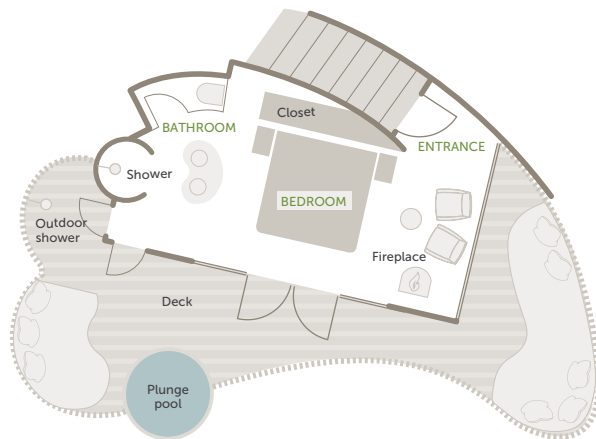 Closet
BATHROOM
ENTRANCE
Shower
BEDROOM
Outdoor
shower
Fireplace
Deck
Plunge
pool